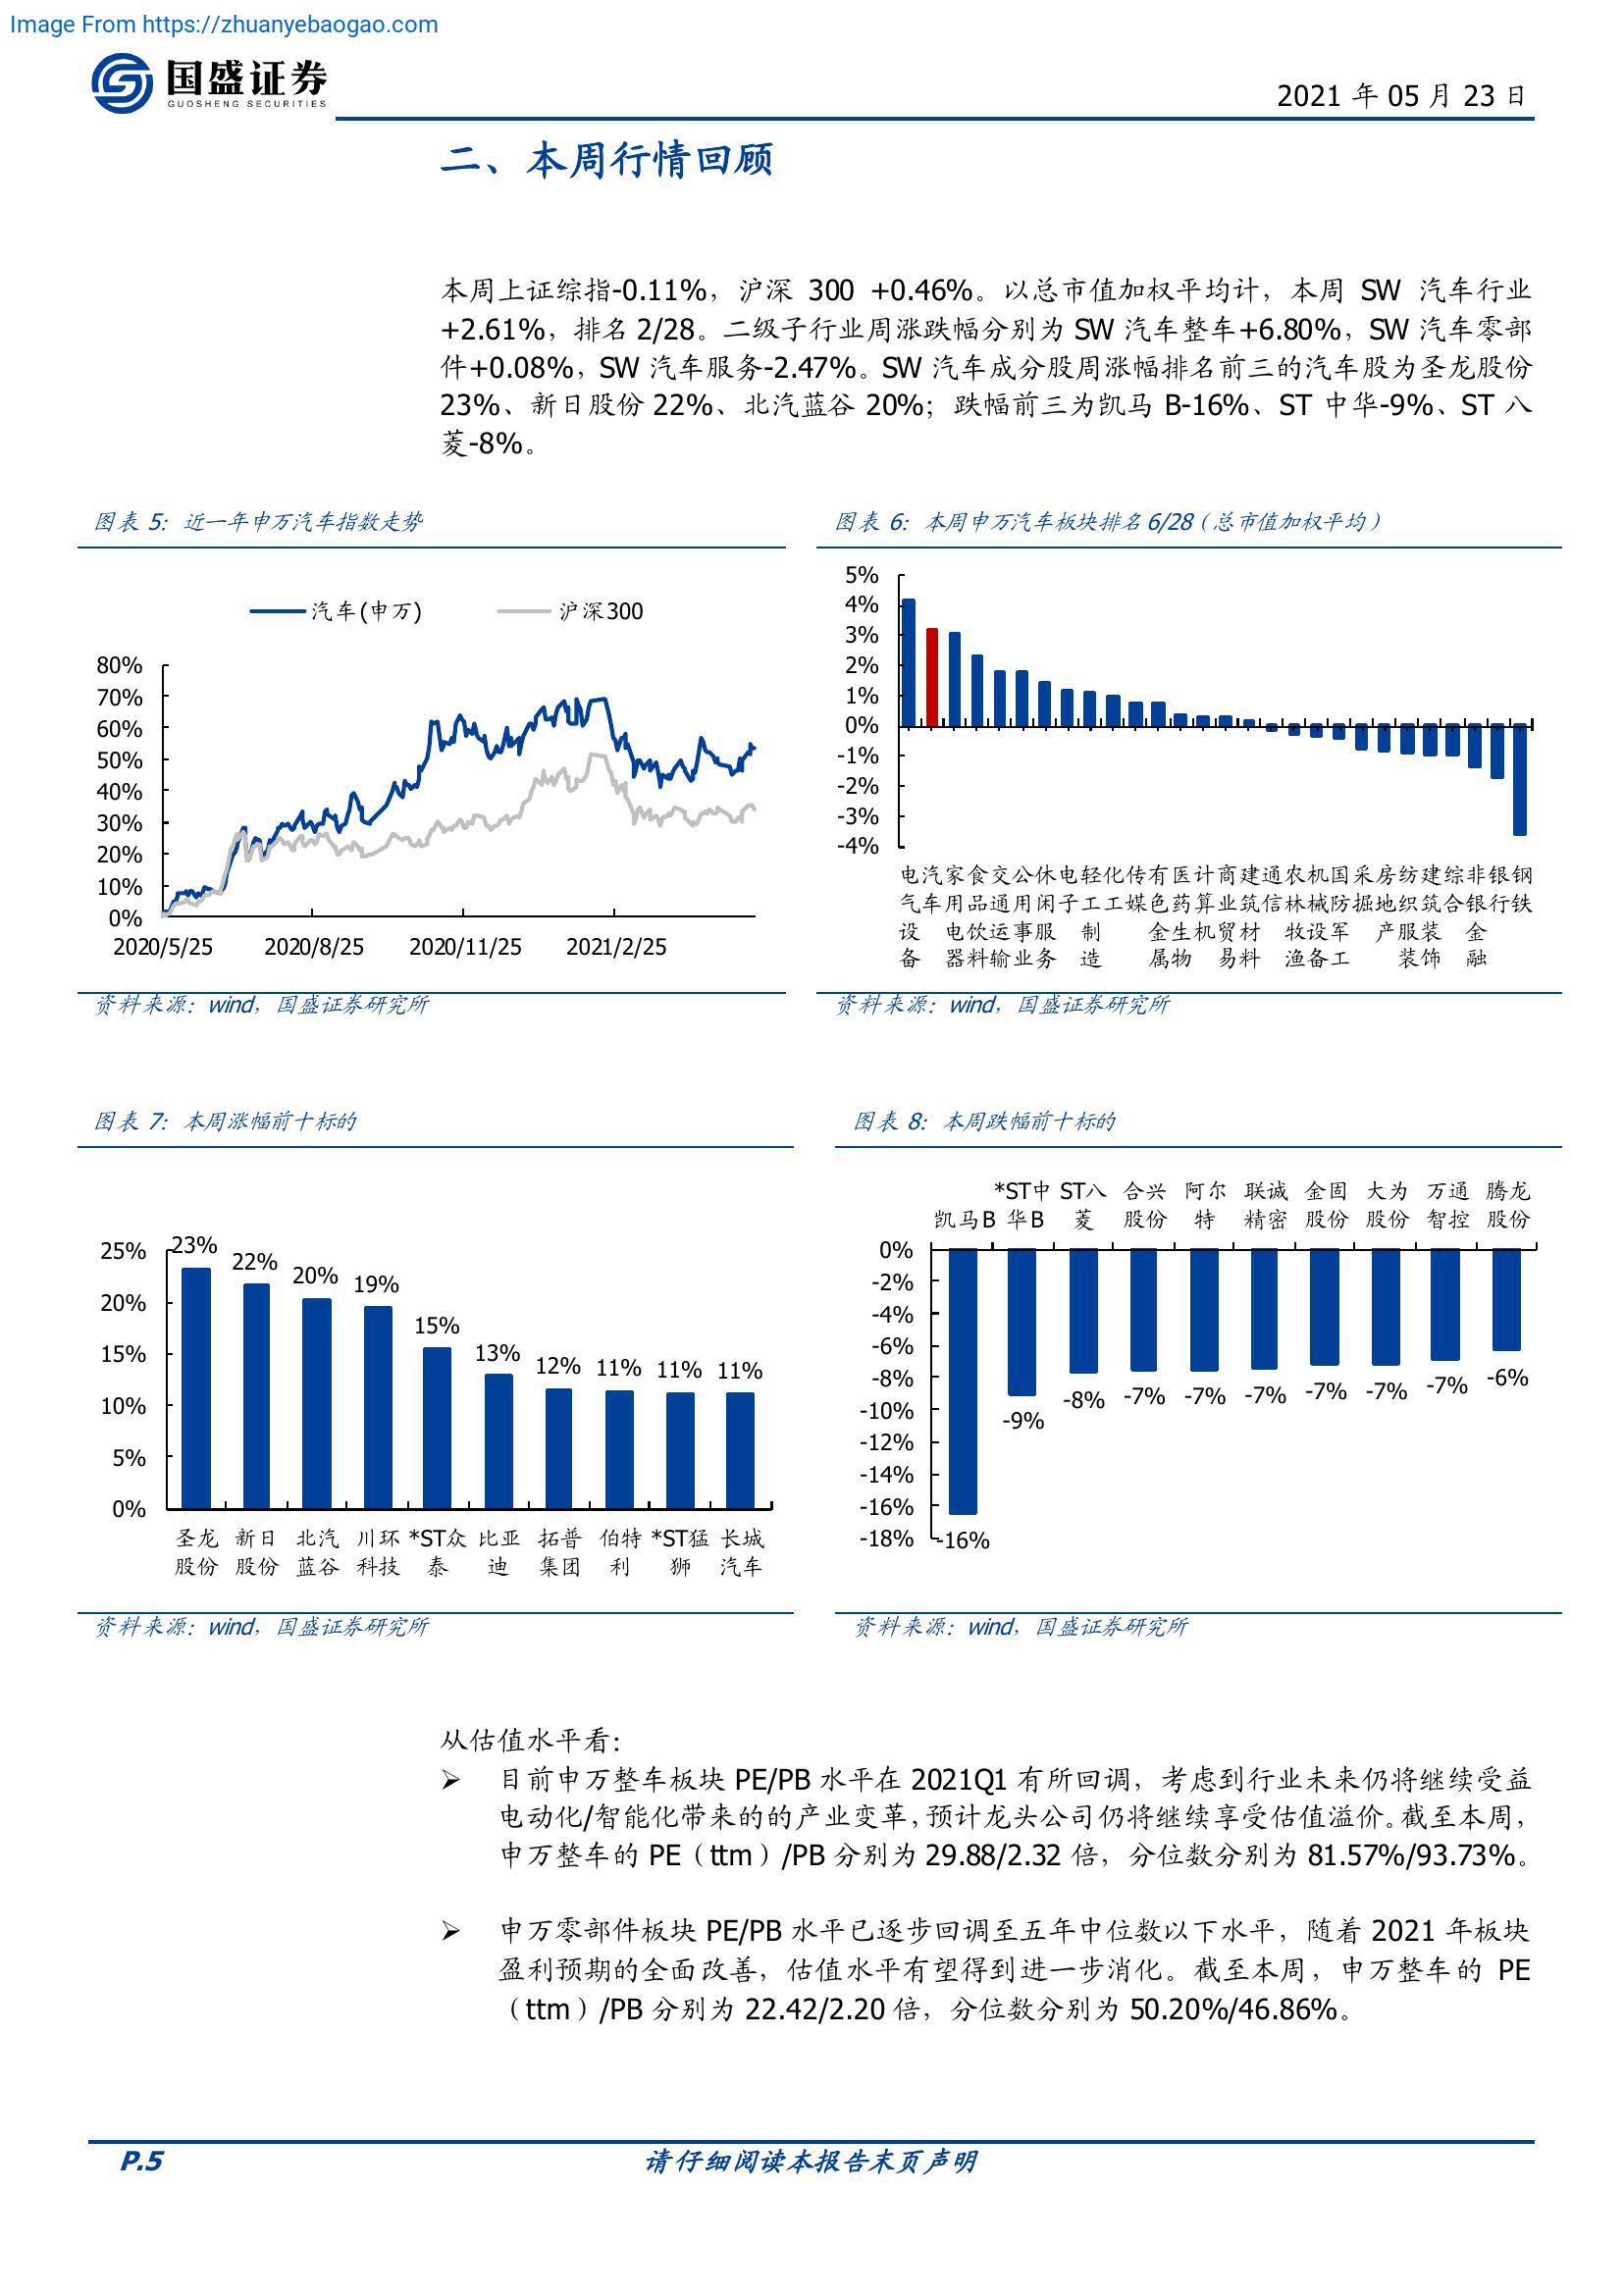 Image From https://zhuanyebaogao.com
国盛证券
GUOSHENG SECURITIES
2021 年 05 月 23 日
二、本周行情回顾
本周上证综指-0.11%，沪深 300 +0.46%。以总市值加权平均计，本周 SW 汽车行业
+2.61%，排名 2/28。二级子行业周涨跌幅分别为 SW 汽车整车+6.80%，SW 汽车零部
件+0.08%，SW 汽车服务-2.47%。SW 汽车成分股周涨幅排名前三的汽车股为圣龙股份
23%、新日股份 22%、北汽蓝谷 20%；跌幅前三为凯马 B-16%、ST 中华-9%、ST 八
菱-8%。
图表 5：近一年申万汽车指数走势
汽车(申万) 沪深300
80%
70%
60%
50%
40%
30%
20%
10%
0%
2020/5/25 2020/8/25 2020/11/25 2021/2/25
资料来源：wind，国盛证券研究所
图表 6：本周申万汽车板块排名 6/28（总市值加权平均）
5%
4%
3%
2%
1%
0%
-1%
-2%
-3%
-4%
电汽家食交公休电轻化传有医计商建通农机国采房纺建综非银钢
气车用品通用闲子工工媒色药算业筑信林械防掘地织筑合银行铁
设 电饮运事服 制 金生机贸材 牧设军 产服装 金
备 器料输业务 造 属物 易料 渔备工 装饰 融
资料来源：wind，国盛证券研究所
图表 7：本周涨幅前十标的
25%
20%
15%
10%
5%
0%
23% 22% 20% 19% 15% 13% 12% 11% 11% 11%
圣龙 新日 北汽 川环 *ST众 比亚 拓普 伯特 *ST猛 长城
股份 股份 蓝谷 科技 泰 迪 集团 利 狮 汽车
资料来源：wind，国盛证券研究所
图表 8：本周跌幅前十标的
*ST中 ST八 合兴 阿尔 联诚 金固 大为 万通 腾龙
凯马B 华B 菱 股份 特 精密 股份 股份 智控 股份
0%
-2%
-4%
-6%
-8%
-10%
-12%
-14%
-16%
-18%
-16% -9% -8% -7% -7% -7% -7% -7% -7% -6%
资料来源：wind，国盛证券研究所
从估值水平看：
➢ 目前申万整车板块 PE/PB 水平在 2021Q1 有所回调，考虑到行业未来仍将继续受益
电动化/智能化带来的的产业变革，预计龙头公司仍将继续享受估值溢价。截至本周，
申万整车的 PE（ttm）/PB 分别为 29.88/2.32 倍，分位数分别为 81.57%/93.73%。
➢ 申万零部件板块 PE/PB 水平已逐步回调至五年中位数以下水平，随着 2021 年板块
盈利预期的全面改善，估值水平有望得到进一步消化。截至本周，申万整车的 PE
（ttm）/PB 分别为 22.42/2.20 倍，分位数分别为 50.20%/46.86%。
P.5
请仔细阅读本报告末页声明